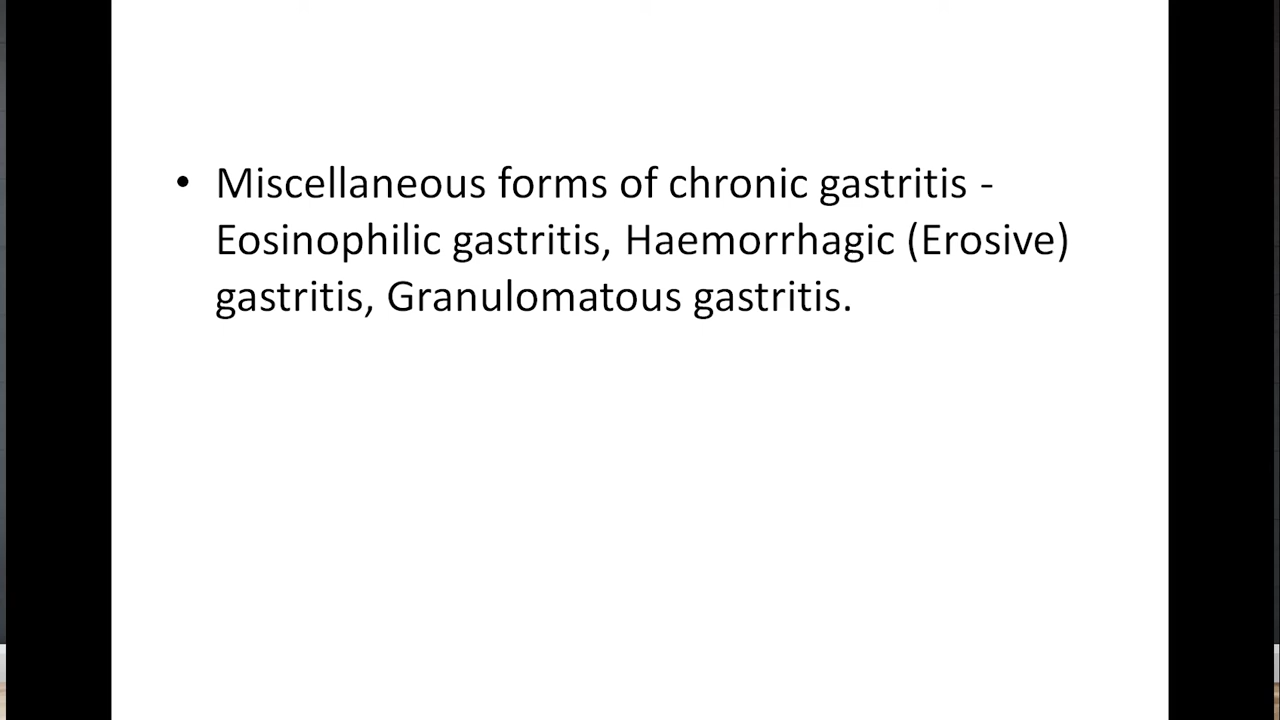 • Miscellaneous forms of chronic gastritis -
Eosinophilic gastritis, Haemorrhagic (Erosive)
gastritis, Granulomatous gastritis.